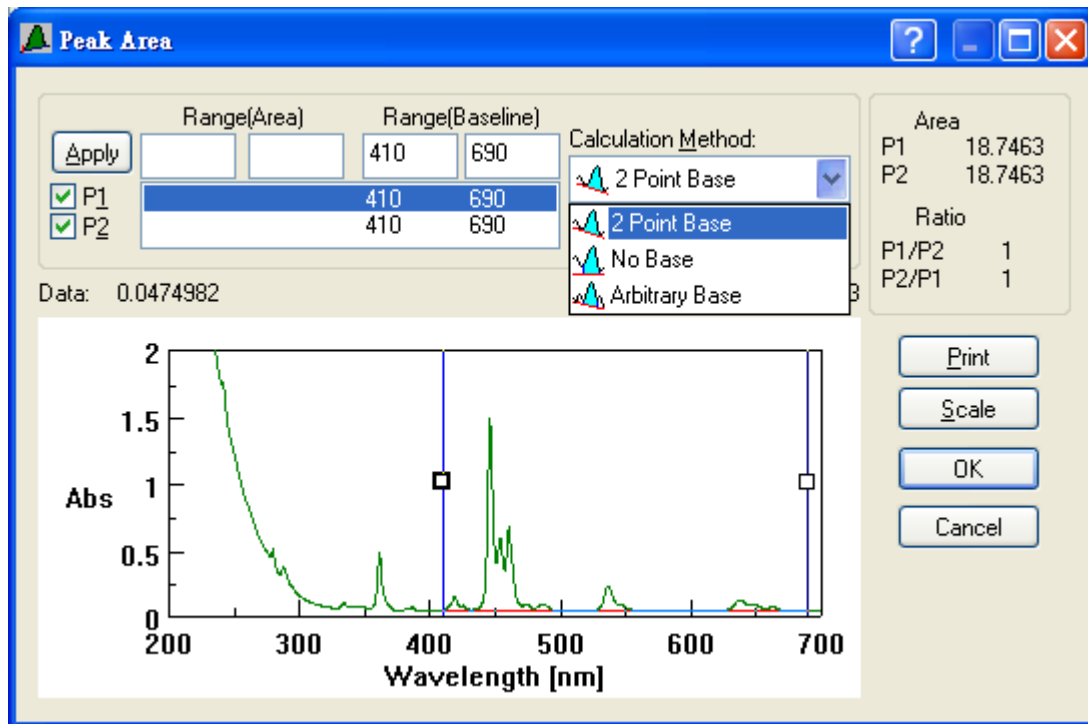 Peak Area
Range(Area) Range(Baseline)
Apply 410 690
P1 410 690
P2 410 690
Calculation Method:
2 Point Base
2 Point Base
No Base
Arbitrary Base
Area
P1 18.7463
P2 18.7463
Ratio
P1/P2 1
P2/P1 1
Data: 0.0474982 3
Print
Scale
OK
Cancel
2
1.5
Abs 1
0.5
0
200 300 400 500 600 700
Wavelength [nm]